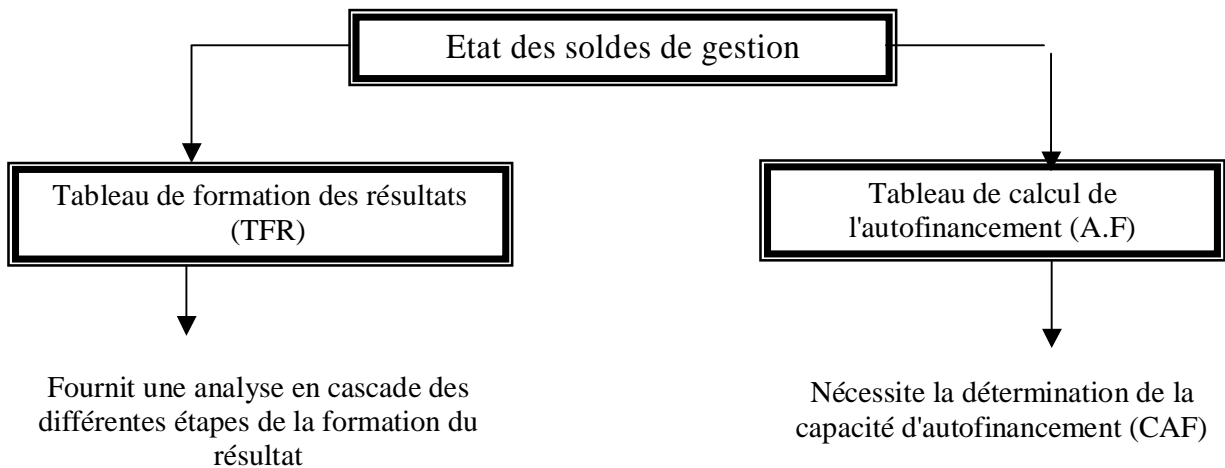 Etat des soldes de gestion
Tableau de formation des résultats
(TFR)
Tableau de calcul de
l'autofinancement (A.F)
Fournit une analyse en cascade des
différentes étapes de la formation du
résultat
Nécessite la détermination de la
capacité d'autofinancement (CAF)